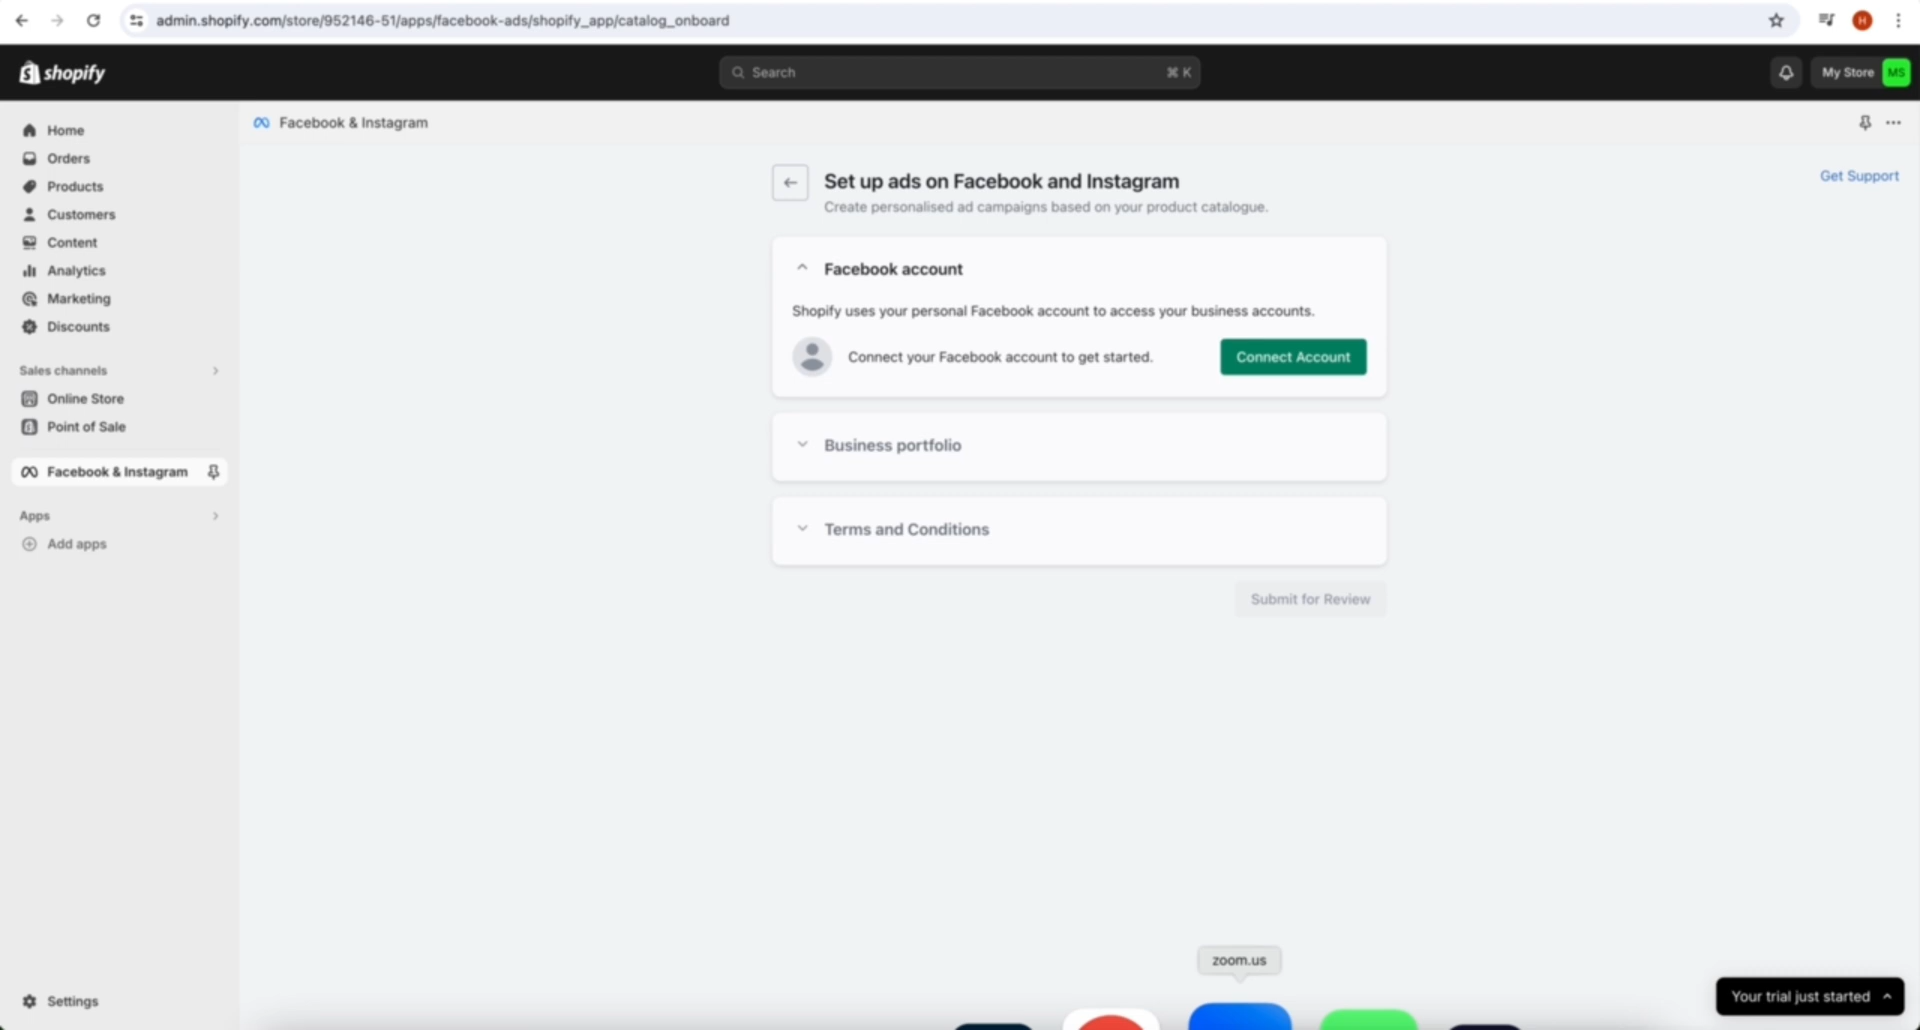 admin.shopify.com/store/952146-51/apps/facebook-ads/shopify_app/catalog_onboard
H
shopify
Search
⌘ K
My Store
MS
Home
Orders
Products
Customers
Content
Analytics
Marketing
Discounts
Sales channels
Online Store
Point of Sale
Facebook & Instagram
Apps
Add apps
Settings
Facebook & Instagram
Get Support
Set up ads on Facebook and Instagram
Create personalised ad campaigns based on your product catalogue.
Facebook account
Shopify uses your personal Facebook account to access your business accounts.
Connect your Facebook account to get started.
Connect Account
Business portfolio
Terms and Conditions
Submit for Review
zoom.us
Your trial just started